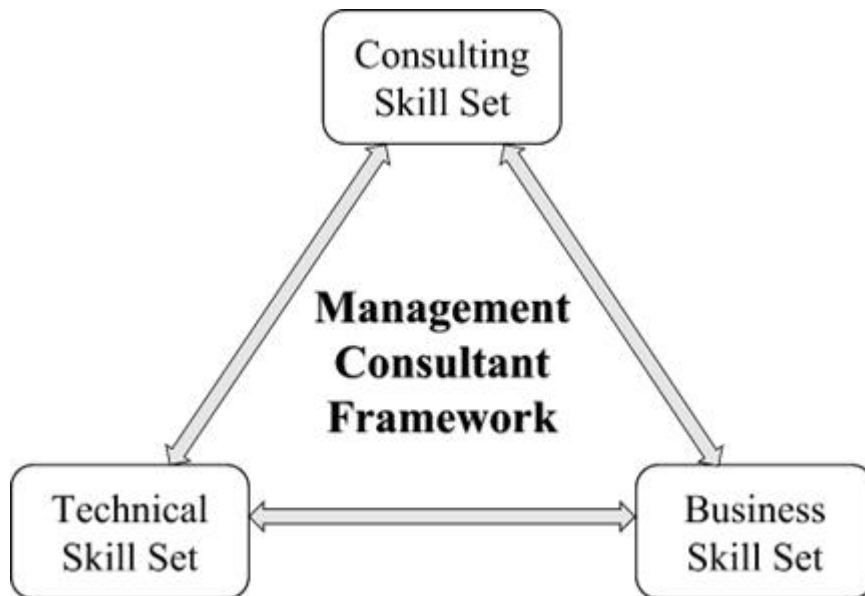 Consulting
Skill Set
Management
Consultant
Framework
Technical
Skill Set
Business
Skill Set